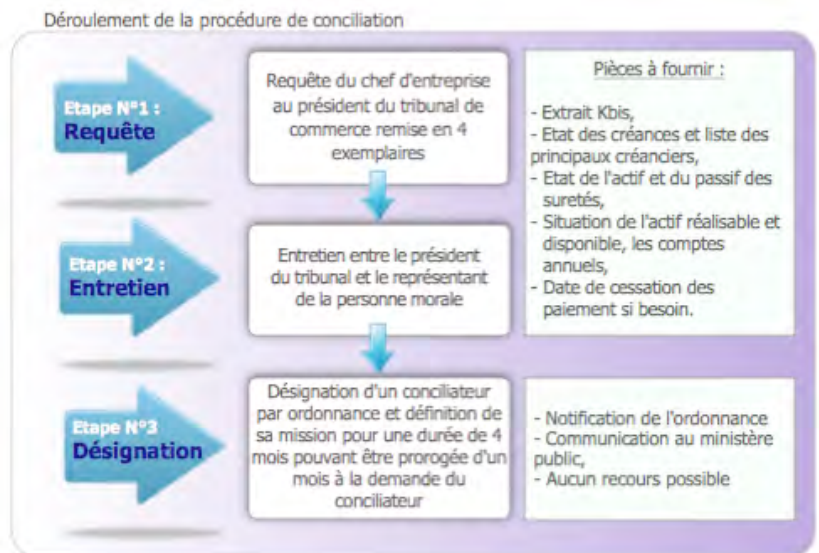 Déroulement de la procédure de conciliation
Etape N°1 :
Requête
Requête du chef d'entreprise
au président du tribunal de
commerce remise en 4
exemplaires
Pièces à fournir :
- Extrait Kbis,
- Etat des créances et liste des
principaux créanciers,
- Etat de l'actif et du passif des
suretés,
- Situation de l'actif réalisable et
disponible, les comptes
annuels,
- Date de cessation des
paiement si besoin.
Etape N°2 :
Entretien
Entretien entre le président
du tribunal et le représentant
de la personne morale
Etape N°3
Désignation
Désignation d'un conciliateur
par ordonnance et définition de
sa mission pour une durée de 4
mois pouvant être prorogée d'un
mois à la demande du
conciliateur
- Notification de l'ordonnance
- Communication au ministère
public,
- Aucun recours possible